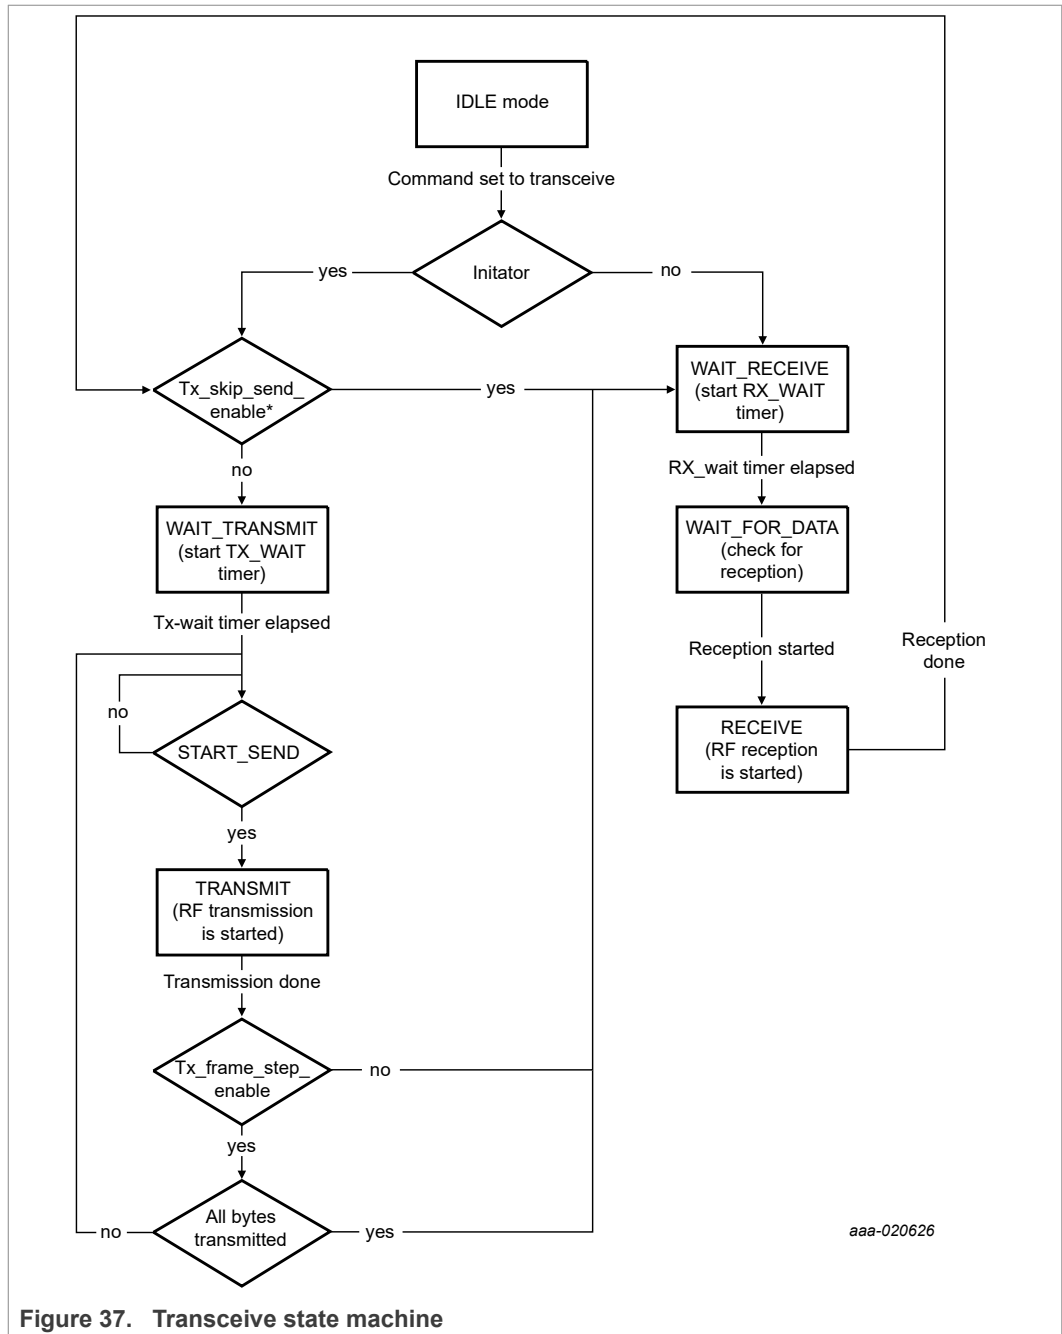 IDLE mode
Command set to transceive
Initator
yes
no
Tx_skip_send_
enable*
yes
no
WAIT_RECEIVE
(start RX_WAIT
timer)
RX_wait timer elapsed
WAIT_TRANSMIT
(start TX_WAIT
timer)
Tx-wait timer elapsed
WAIT_FOR_DATA
(check for
reception)
Reception started
Reception
done
no
START_SEND
yes
RECEIVE
(RF reception
is started)
TRANSMIT
(RF transmission
is started)
Transmission done
Tx_frame_step_
enable
no
yes
All bytes
transmitted
no
yes
aaa-020626
Figure 37. Transceive state machine